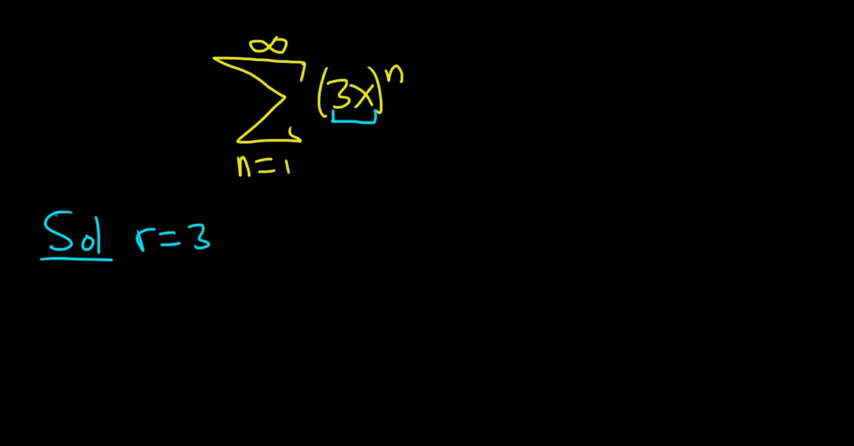 ∞
∑ (3x)ⁿ
n=1
Sol r=3